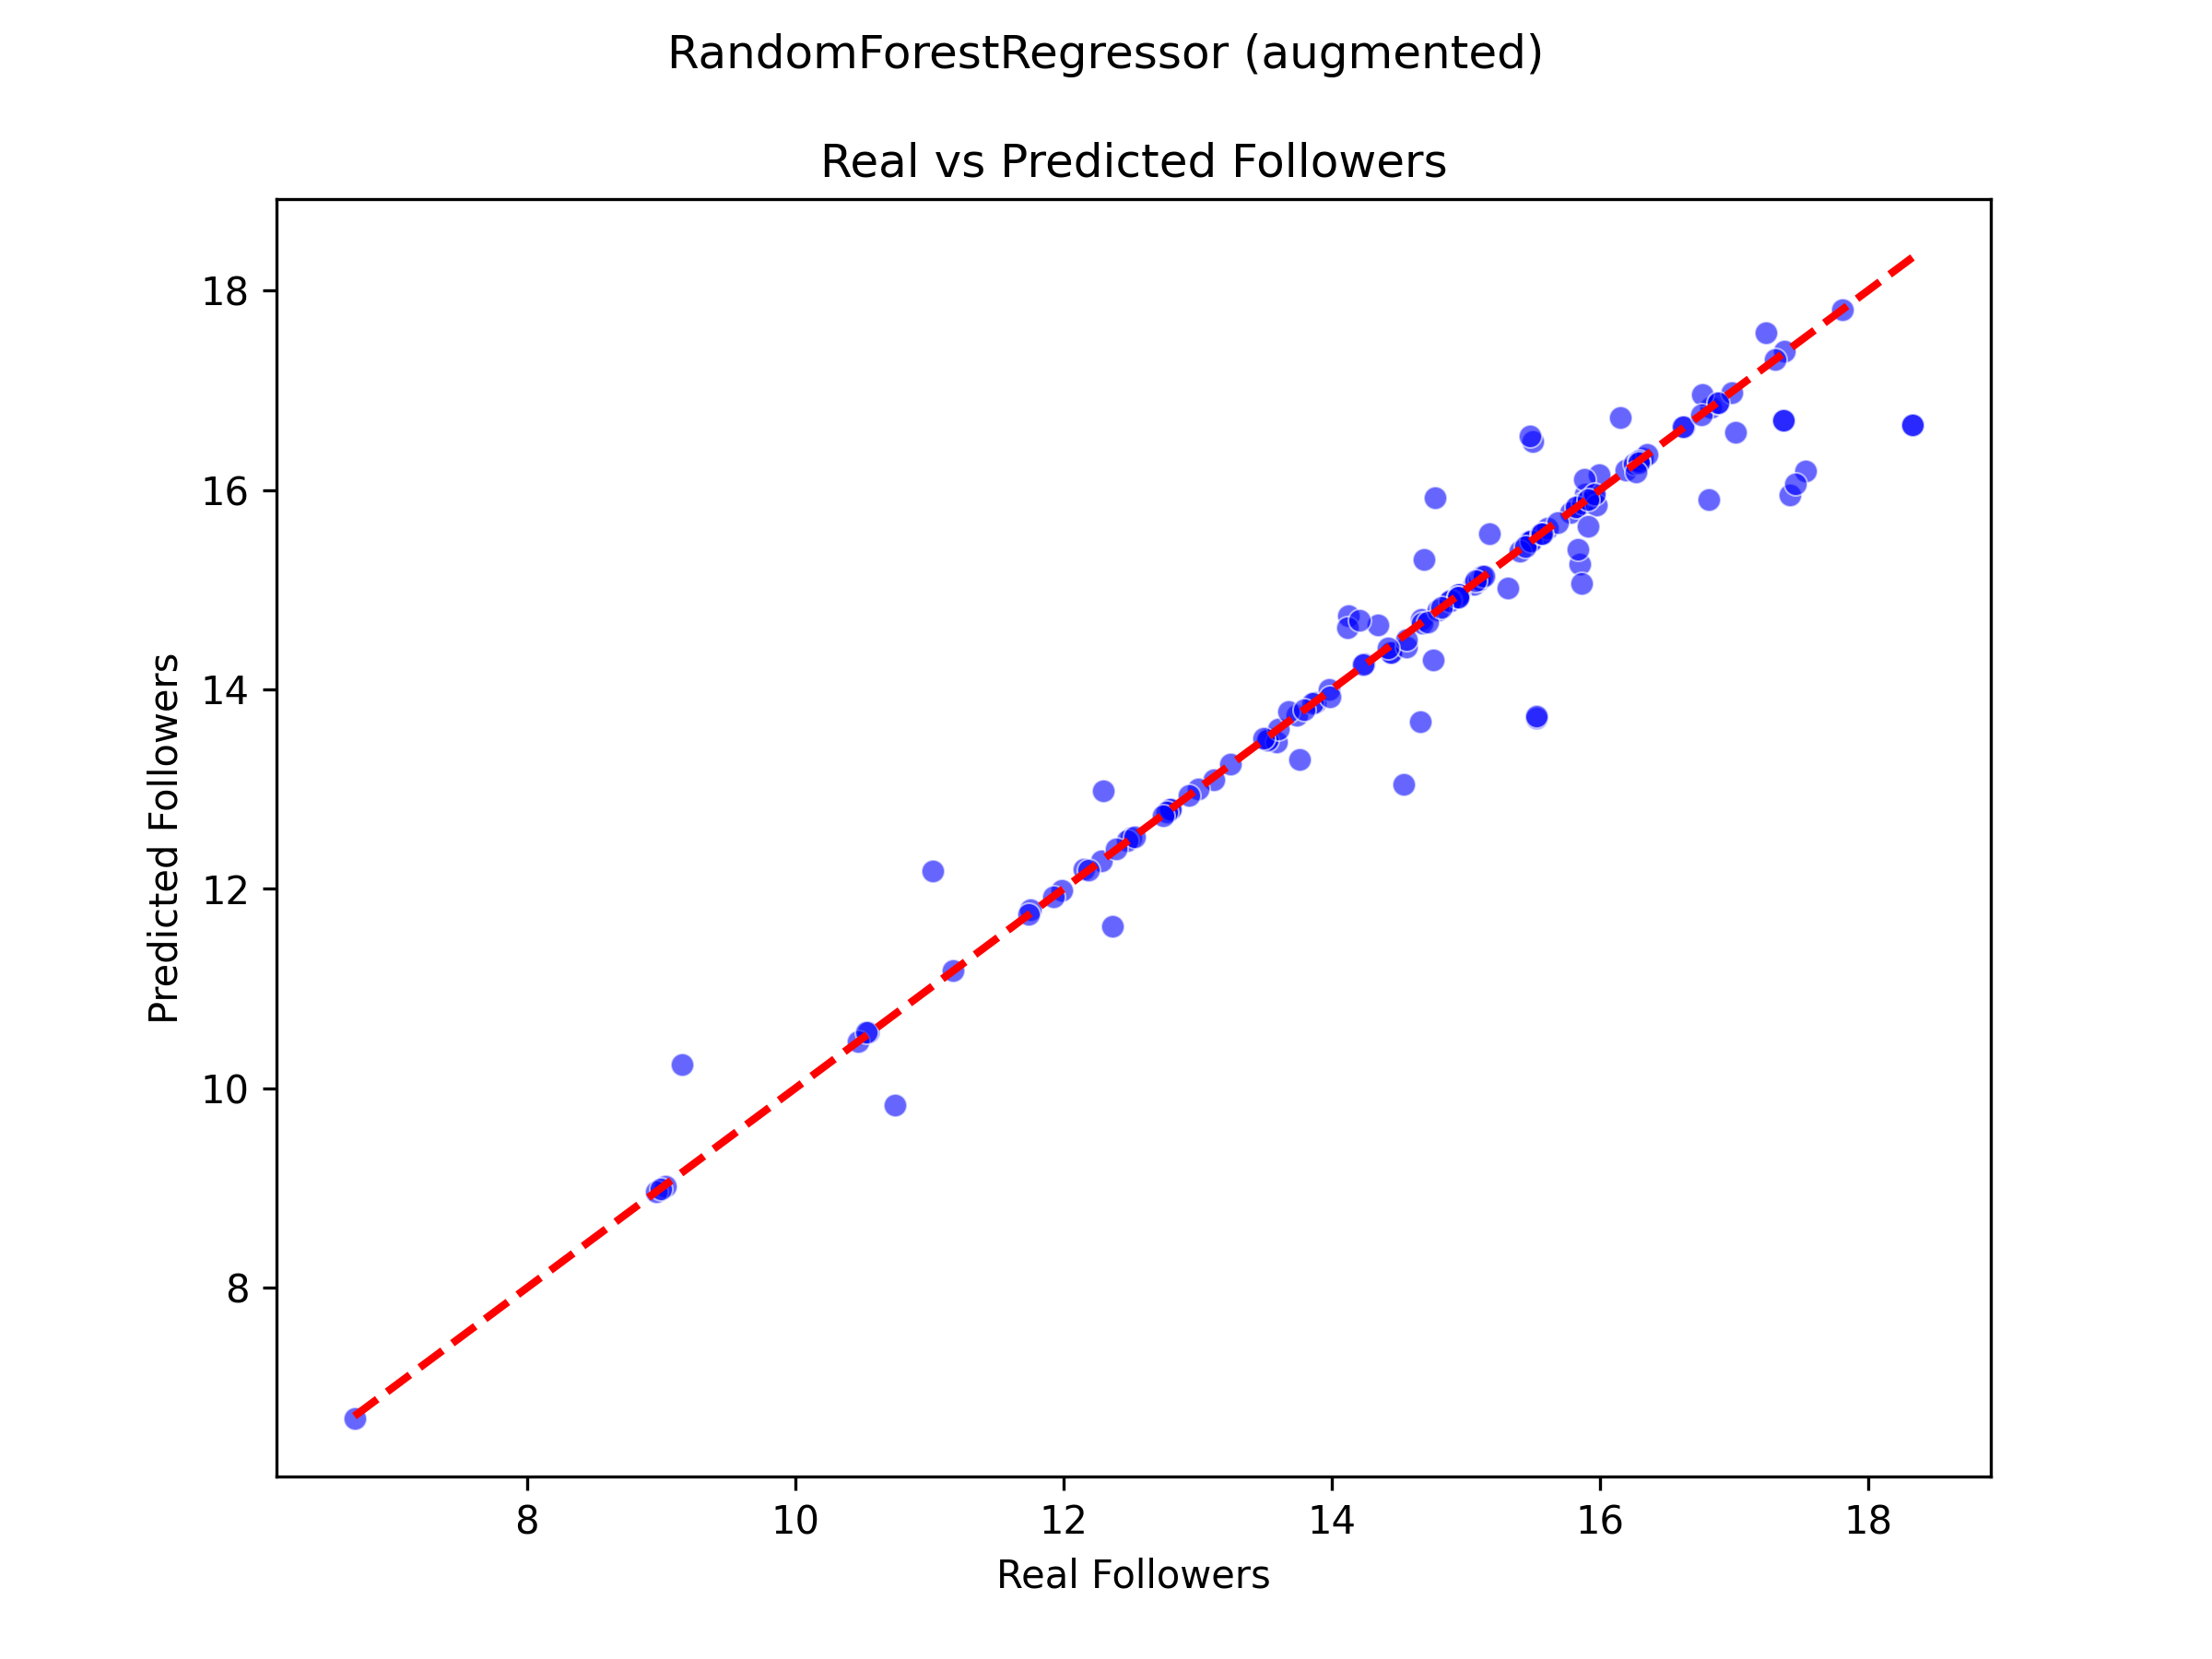 RandomForestRegressor (augmented)
Real vs Predicted Followers
Predicted Followers
18
16
14
12
10
8
8 10 12 14 16 18
Real Followers